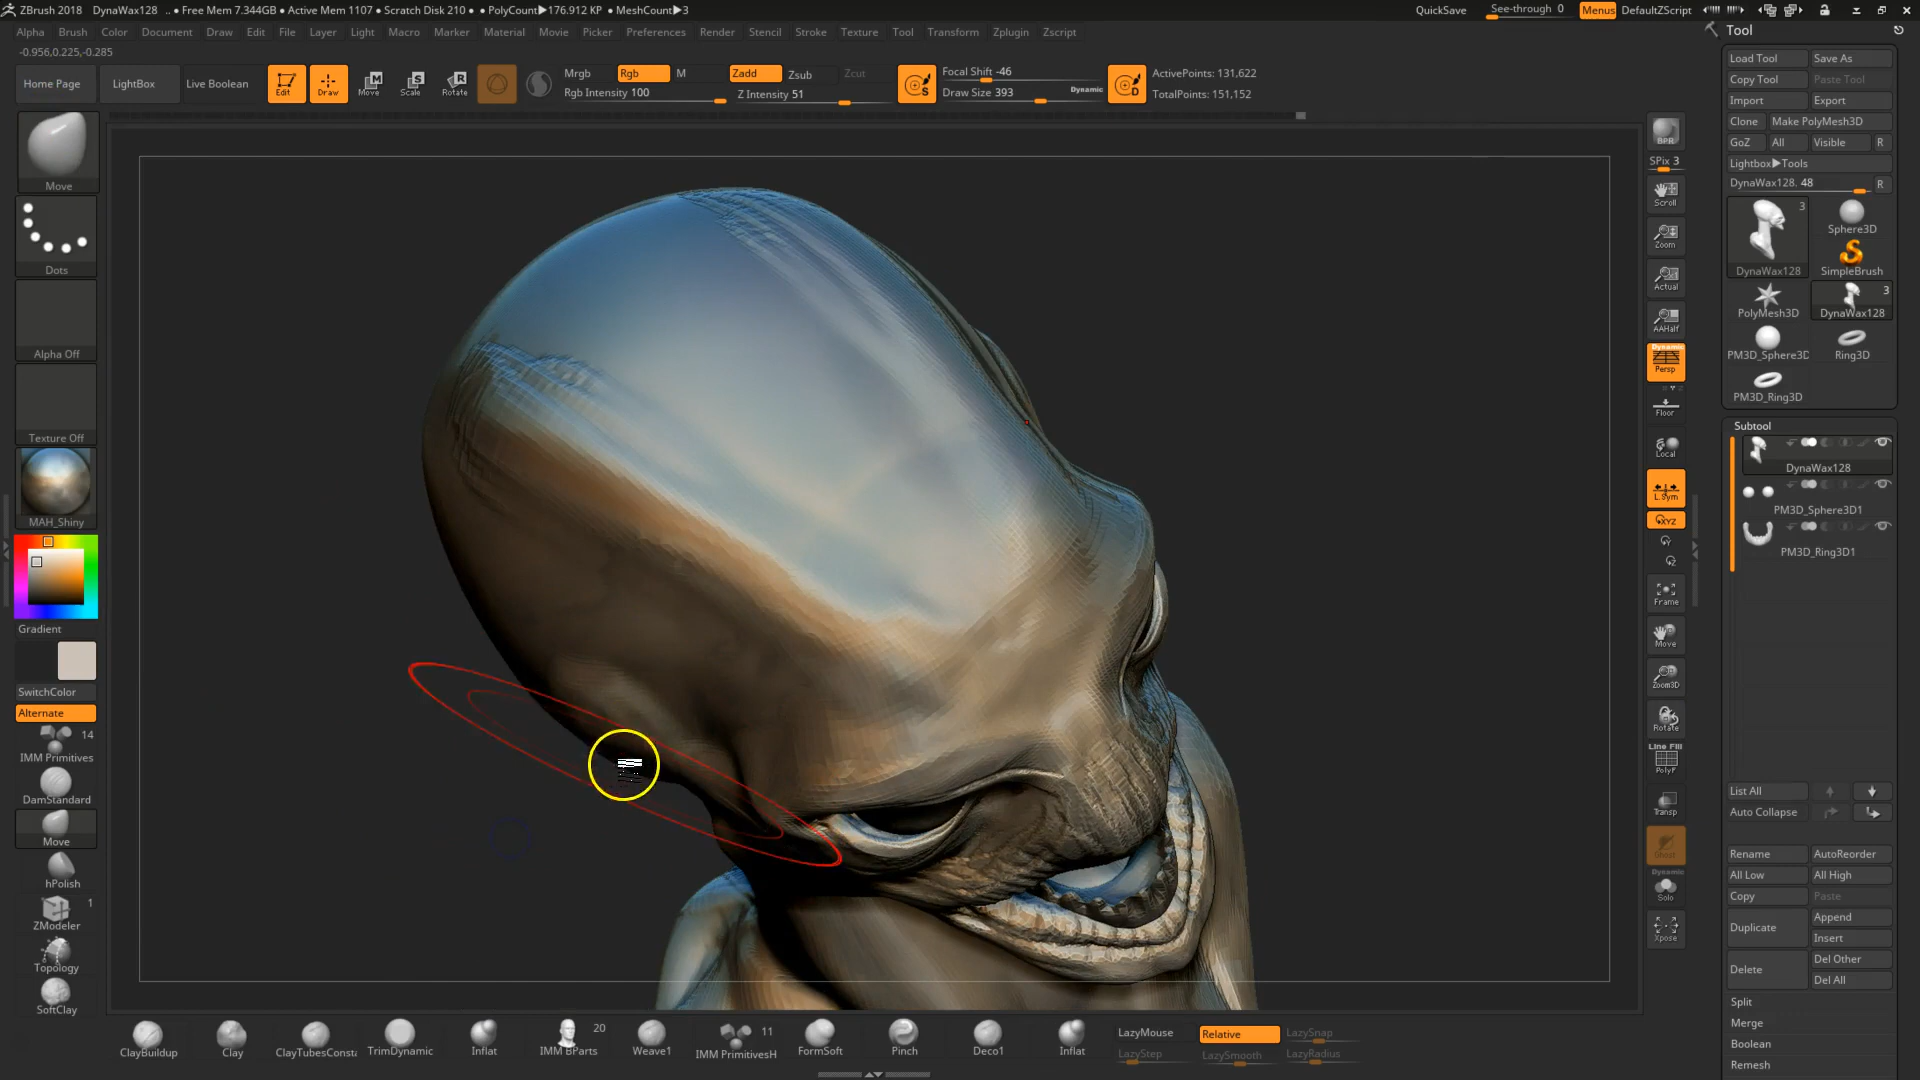 ZBrush 2018 DynaWax128 .. ● Free Mem 7.344GB ● Active Mem 1107 ● Scratch Disk 210 ● ● PolyCount▶176.912 KP ● MeshCount▶3 QuickSave See-through 0 Menus DefaultZScript
Alpha Brush Color Document Draw Edit File Layer Light Macro Marker Material Movie Picker Preferences Render Stencil Stroke Texture Tool Transform Zplugin Zscript
-0.956,0.225,-0.285
Home Page LightBox Live Boolean
Edit Draw Move Scale Rotate
Mrgb Rgb M
Rgb Intensity 100
Zadd Zsub Zcut
Z Intensity 51
S
Focal Shift -46
Draw Size 393 Dynamic
D
ActivePoints: 131,622
TotalPoints: 151,152
Move
Dots
Alpha Off
Texture Off
MAH_Shiny
Gradient
SwitchColor
Alternate
14
IMM Primitives
DamStandard
Move
hPolish
1
ZModeler
Topology
SoftClay
ClayBuildup
Clay
ClayTubesConsta
TrimDynamic
Inflat
20
IMM BParts
Weave1
11
IMM PrimitivesH
FormSoft
Pinch
Deco1
Inflat
LazyMouse Relative LazySnap
LazyStep LazySmooth LazyRadius
BPR
SPix 3
Scroll
Zoom
Actual
AAHalf
Dynamic
Persp
Floor
Local
L.Sym
XYZ
Y
Z
Frame
Move
Zoom3D
Rotate
Line Fill
PolyF
Transp
Ghost
Dynamic
Solo
Xpose
Tool
Load Tool Save As
Copy Tool Paste Tool
Import Export
Clone Make PolyMesh3D
GoZ All Visible R
Lightbox▶Tools
DynaWax128. 48 R
3
DynaWax128
Sphere3D
SimpleBrush
PolyMesh3D
3
DynaWax128
PM3D_Sphere3D
Ring3D
PM3D_Ring3D
Subtool
DynaWax128
PM3D_Sphere3D1
PM3D_Ring3D1
List All
Auto Collapse
Rename AutoReorder
All Low All High
Copy Paste
Duplicate Append
Insert
Delete Del Other
Del All
Split
Merge
Boolean
Remesh